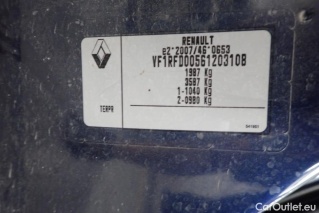 RENAULT
e2*2007/46*0653
VF1RFD00561203108
1987 Kg
3587 Kg
1-1040 Kg
2-0980 Kg
TERPR
© CarOutlet.eu